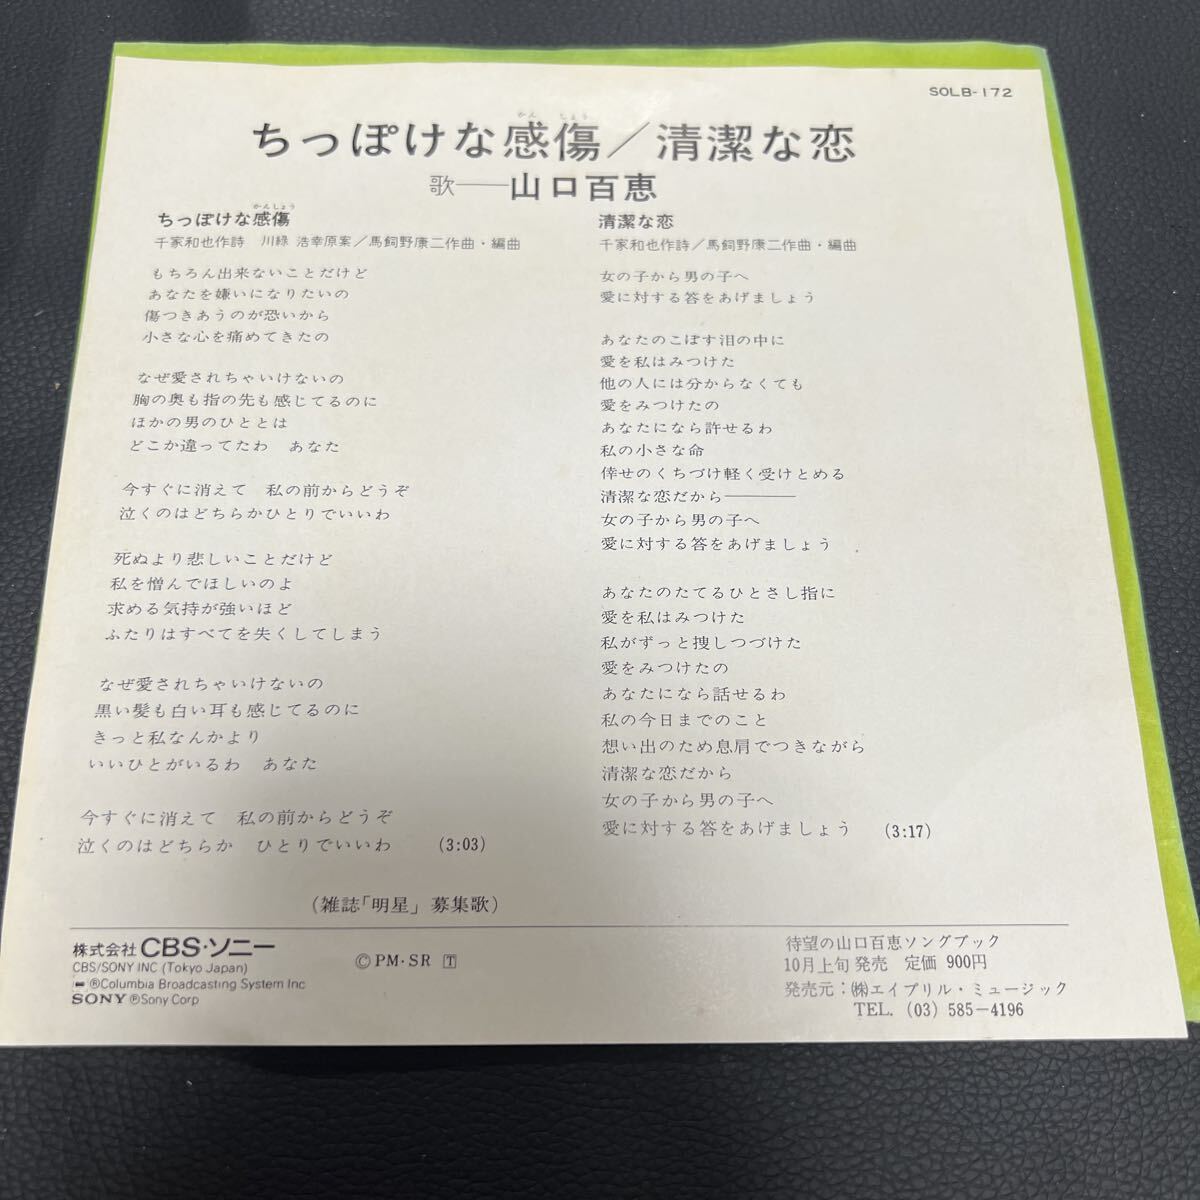 SOLB-172
かん しょう
ちっぽけな感傷／清潔な恋
歌——山口百恵
かんしょう
ちっぽけな感傷
千家和也作詩　川緑 浩幸原案／馬飼野康二作曲・編曲
もちろん出来ないことだけど
あなたを嫌いになりたいの
傷つきあうのが恐いから
小さな心を痛めてきたの
なぜ愛されちゃいけないの
胸の奥も指の先も感じてるのに
ほかの男のひととは
どこか違ってたわ　あなた
今すぐに消えて　私の前からどうぞ
泣くのはどちらかひとりでいいわ
死ぬより悲しいことだけど
私を憎んでほしいのよ
求める気持が強いほど
ふたりはすべてを失くしてしまう
なぜ愛されちゃいけないの
黒い髪も白い耳も感じてるのに
きっと私なんかより
いいひとがいるわ　あなた
今すぐに消えて　私の前からどうぞ
泣くのはどちらか　ひとりでいいわ　(3:03)
(雑誌「明星」募集歌)
清潔な恋
千家和也作詩／馬飼野康二作曲・編曲
女の子から男の子へ
愛に対する答をあげましょう
あなたのこぼす泪の中に
愛を私はみつけた
他の人には分からなくても
愛をみつけたの
あなたになら許せるわ
私の小さな命
倖せのくちづけ軽く受けとめる
清潔な恋だから————
女の子から男の子へ
愛に対する答をあげましょう
あなたのたてるひとさし指に
愛を私はみつけた
私がずっと捜しつづけた
愛をみつけたの
あなたになら話せるわ
私の今日までのこと
想い出のため息肩でつきながら
清潔な恋だから
女の子から男の子へ
愛に対する答をあげましょう　(3:17)
株式会社 CBS・ソニー
CBS/SONY INC (Tokyo Japan)
®Columbia Broadcasting System Inc
SONY ®Sony Corp
©PM・SR T
待望の山口百恵ソングブック
10月上旬発売　定価 900円
発売元：㈱エイプリル・ミュージック
TEL. (03) 585-4196